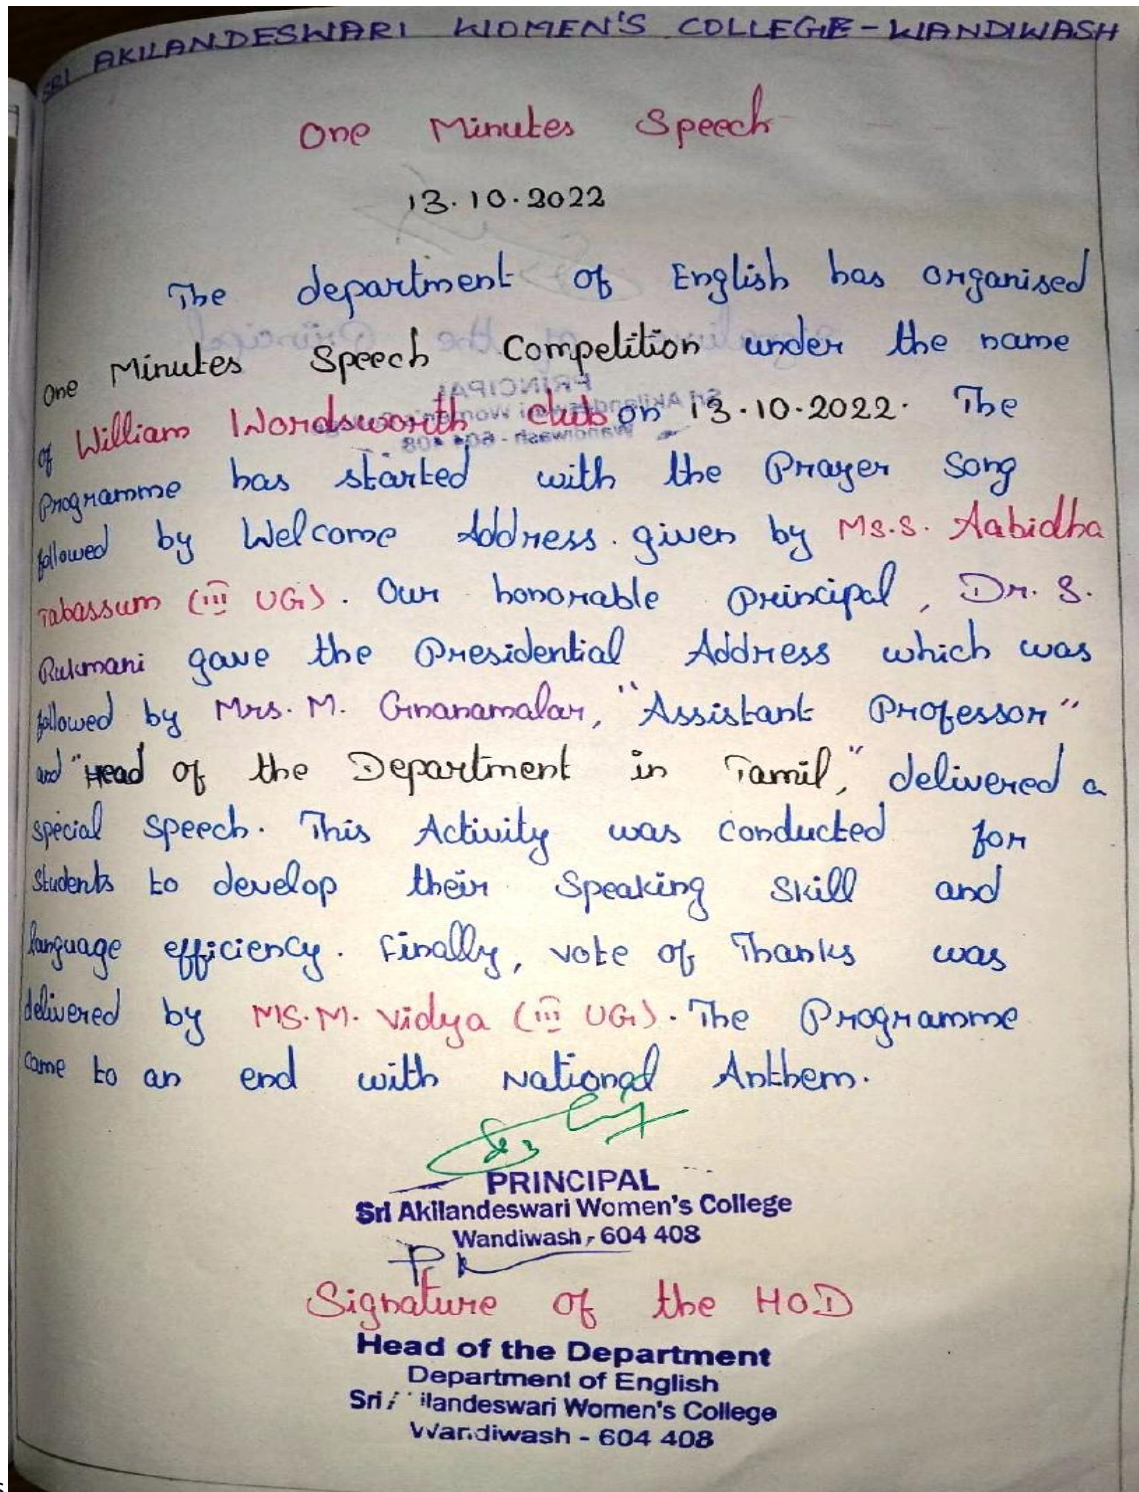 SRI AKILANDESWARI WOMEN'S COLLEGE - WANDIWASH
One Minutes Speech
13.10.2022
The department of English has organised
One Minutes Speech Competition under the name
of William Wordsworth club on 13.10.2022. The
Programme has started with the Prayer Song
followed by Welcome Address given by Ms.S. Aabidha
Tabassum (III UG). Our honorable Principal, Dr. S.
Rukmani gave the Presidential Address which was
followed by Mrs. M. Gnanamalar, "Assistant Professor"
and "Head of the Department in Tamil," delivered a
special speech. This Activity was conducted for
students to develop their Speaking Skill and
language efficiency. Finally, vote of Thanks was
delivered by MS.M. Vidya (III UG). The Programme
came to an end with National Anthem.
PRINCIPAL
Sri Akilandeswari Women's College
Wandiwash, 604 408
Signature of the HOD
Head of the Department
Department of English
Sri Akilandeswari Women's College
Wandiwash - 604 408